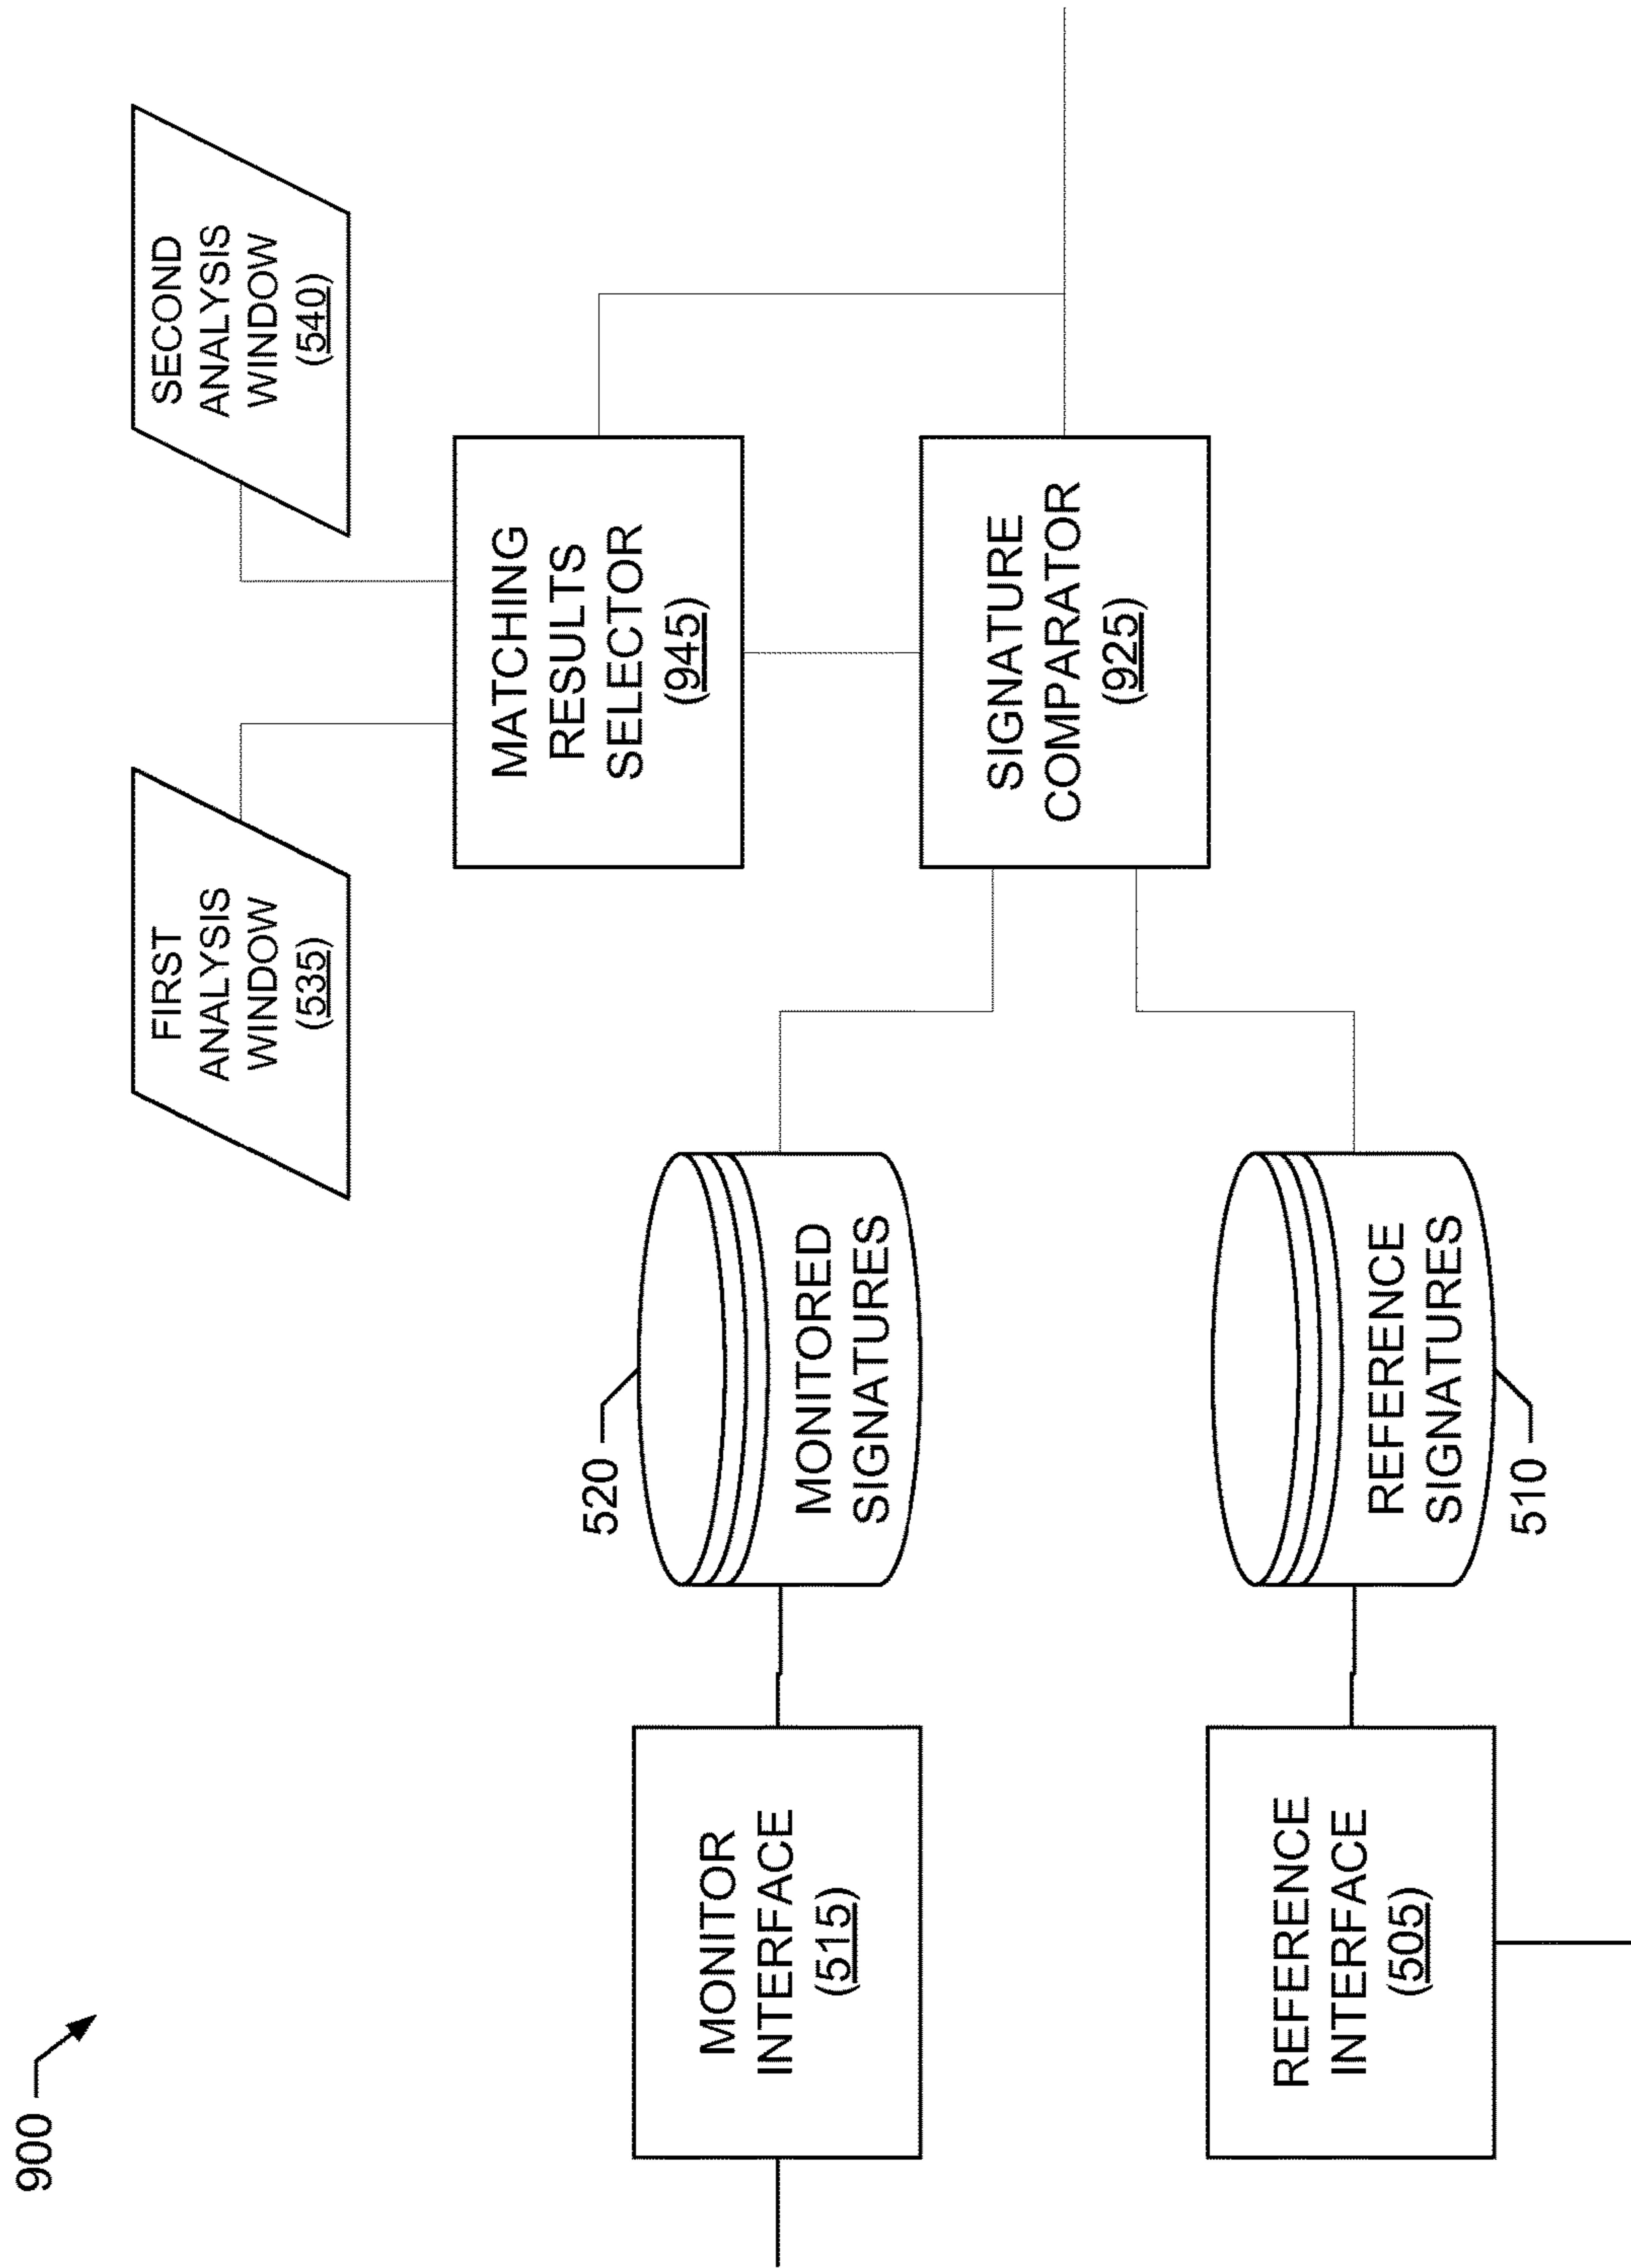 900
FIRST
ANALYSIS
WINDOW
(535)
SECOND
ANALYSIS
WINDOW
(540)
MATCHING
RESULTS
SELECTOR
(945)
520
MONITOR
INTERFACE
(515)
MONITORED
SIGNATURES
SIGNATURE
COMPARATOR
(925)
REFERENCE
INTERFACE
(505)
REFERENCE
SIGNATURES
510